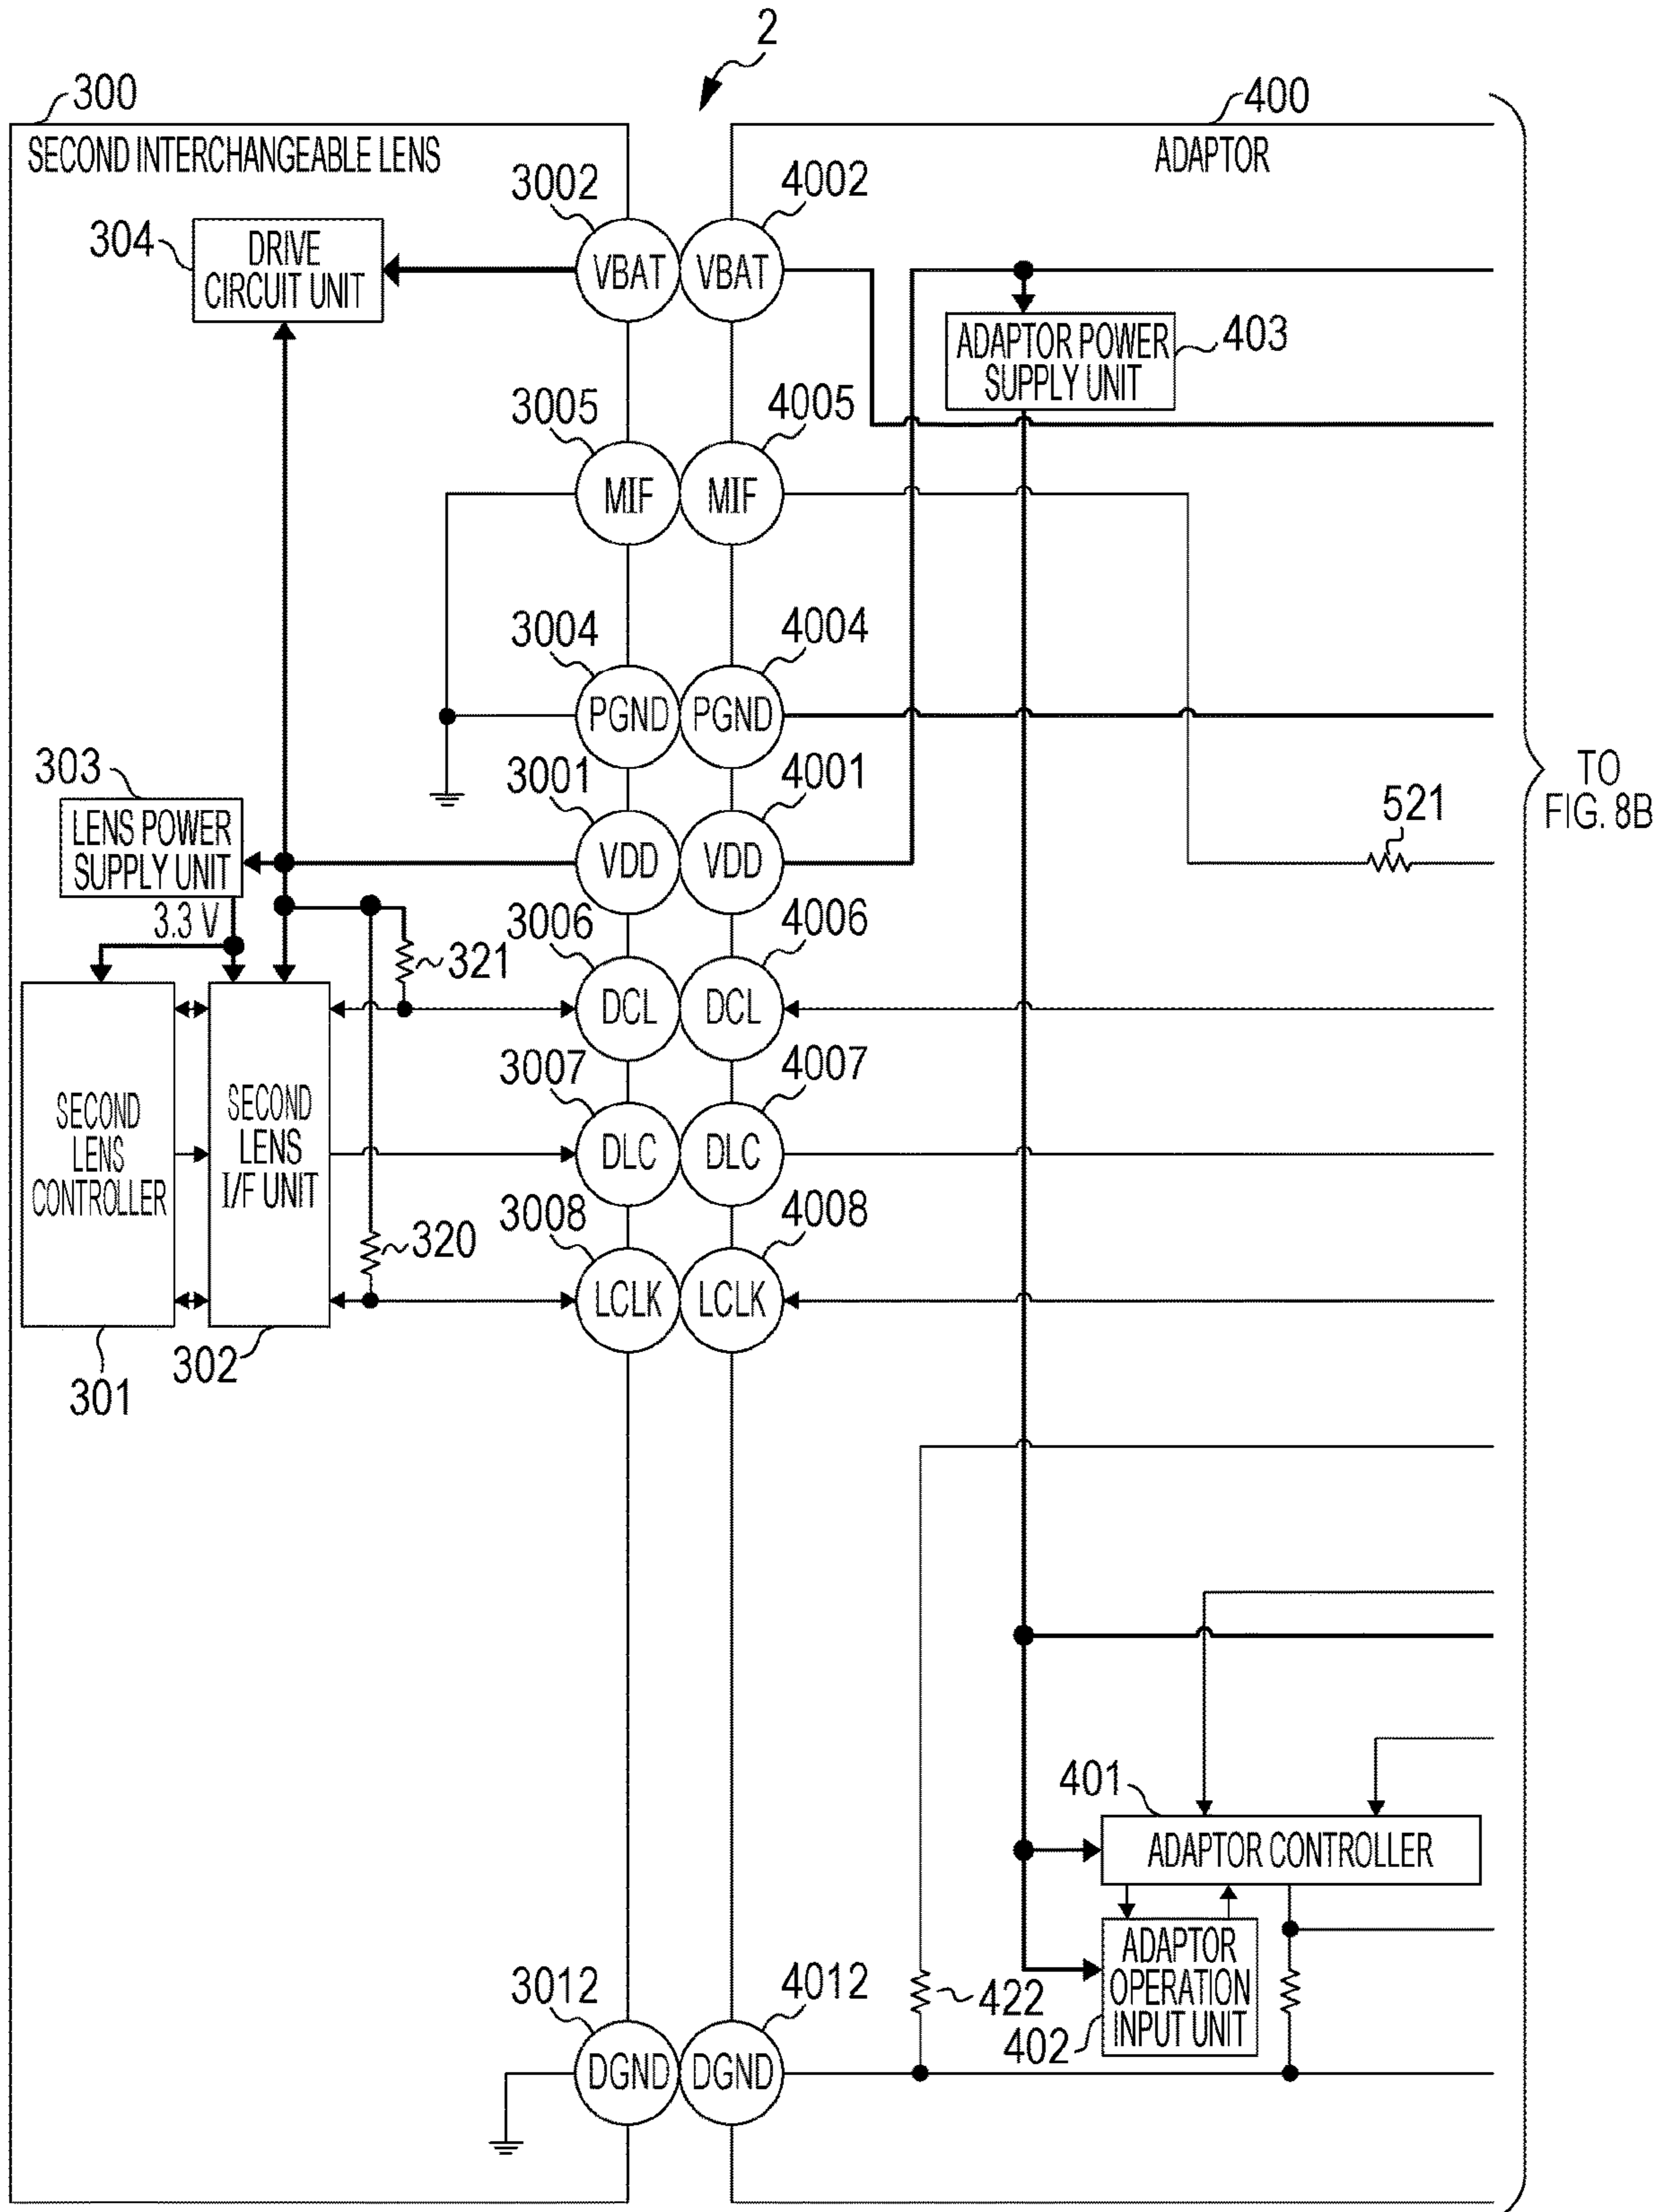 2
300
400
SECOND INTERCHANGEABLE LENS
ADAPTOR
3002
4002
304
DRIVE
CIRCUIT UNIT
VBAT
VBAT
ADAPTOR POWER
SUPPLY UNIT
403
3005
4005
MIF
MIF
3004
4004
PGND
PGND
303
3001
4001
LENS POWER
SUPPLY UNIT
VDD
VDD
521
TO
FIG. 8B
3.3 V
3006
4006
321
DCL
DCL
3007
4007
SECOND
LENS
CONTROLLER
SECOND
LENS
I/F UNIT
DLC
DLC
3008
4008
320
LCLK
LCLK
301
302
401
ADAPTOR CONTROLLER
3012
4012
422
ADAPTOR
OPERATION
INPUT UNIT
402
DGND
DGND